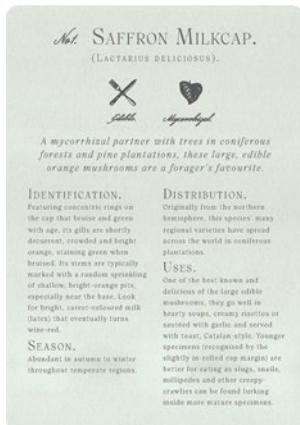 No1. SAFFRON MILKCAP.
(LACTARIUS DELICIOSUS).
Edible. Mycorrhizal.
A mycorrhizal partner with trees in coniferous
forests and pine plantations, these large, edible
orange mushrooms are a forager's favourite.
IDENTIFICATION.
Featuring concentric rings on
the cap that bruise and green
with age, its gills are shortly
decurrent, crowded and bright
orange, staining green when
bruised. Its stems are typically
marked with a random sprinkling
of shallow, bright-orange pits,
especially near the base. Look
for bright, carrot-coloured milk
(latex) that eventually turns
wine-red.
SEASON.
Abundant in autumn to winter
throughout temperate regions.
DISTRIBUTION.
Originally from the northern
hemisphere, this species' many
regional varieties have spread
across the world in coniferous
plantations.
USES.
One of the best known and
delicious of the large edible
mushrooms, they go well in
hearty soups, creamy risottos or
sautéed with garlic and served
with toast, Catalan-style. Younger
specimens (recognised by the
slightly in-rolled cap margin) are
better for eating as slugs, snails,
millipedes and other creepy-
crawlies can be found lurking
inside more mature specimens.